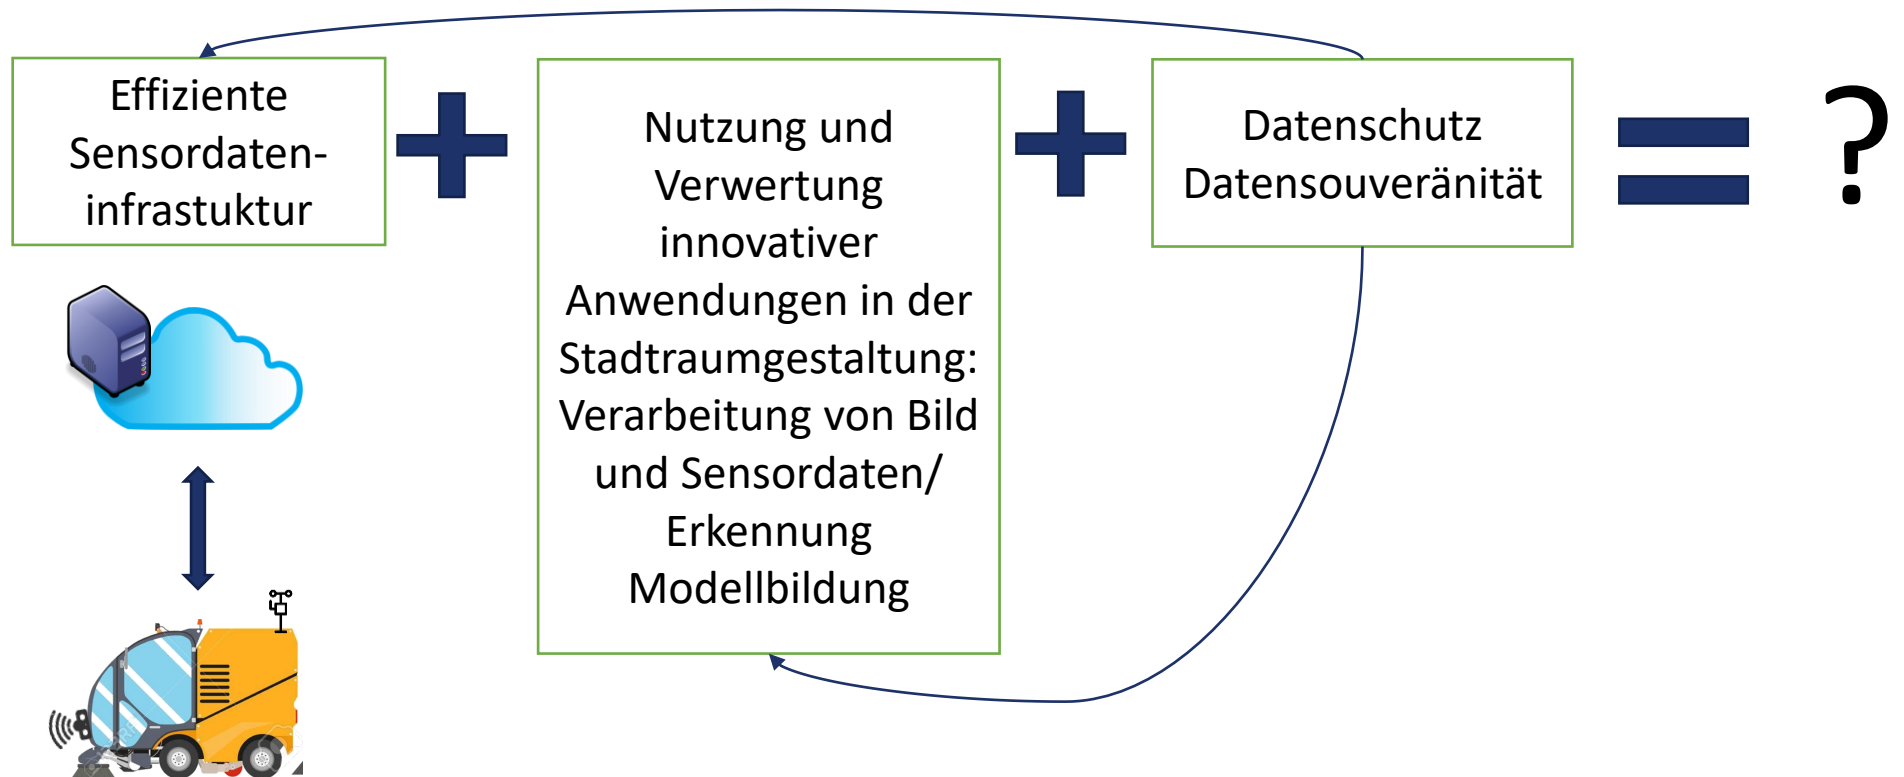 Effiziente
Sensordaten-
infrastuktur
+
Nutzung und
Verwertung
innovativer
Anwendungen in der
Stadtraumgestaltung:
Verarbeitung von Bild
und Sensordaten/
Erkennung
Modellbildung
+
Datenschutz
Datensouveränität
=
?